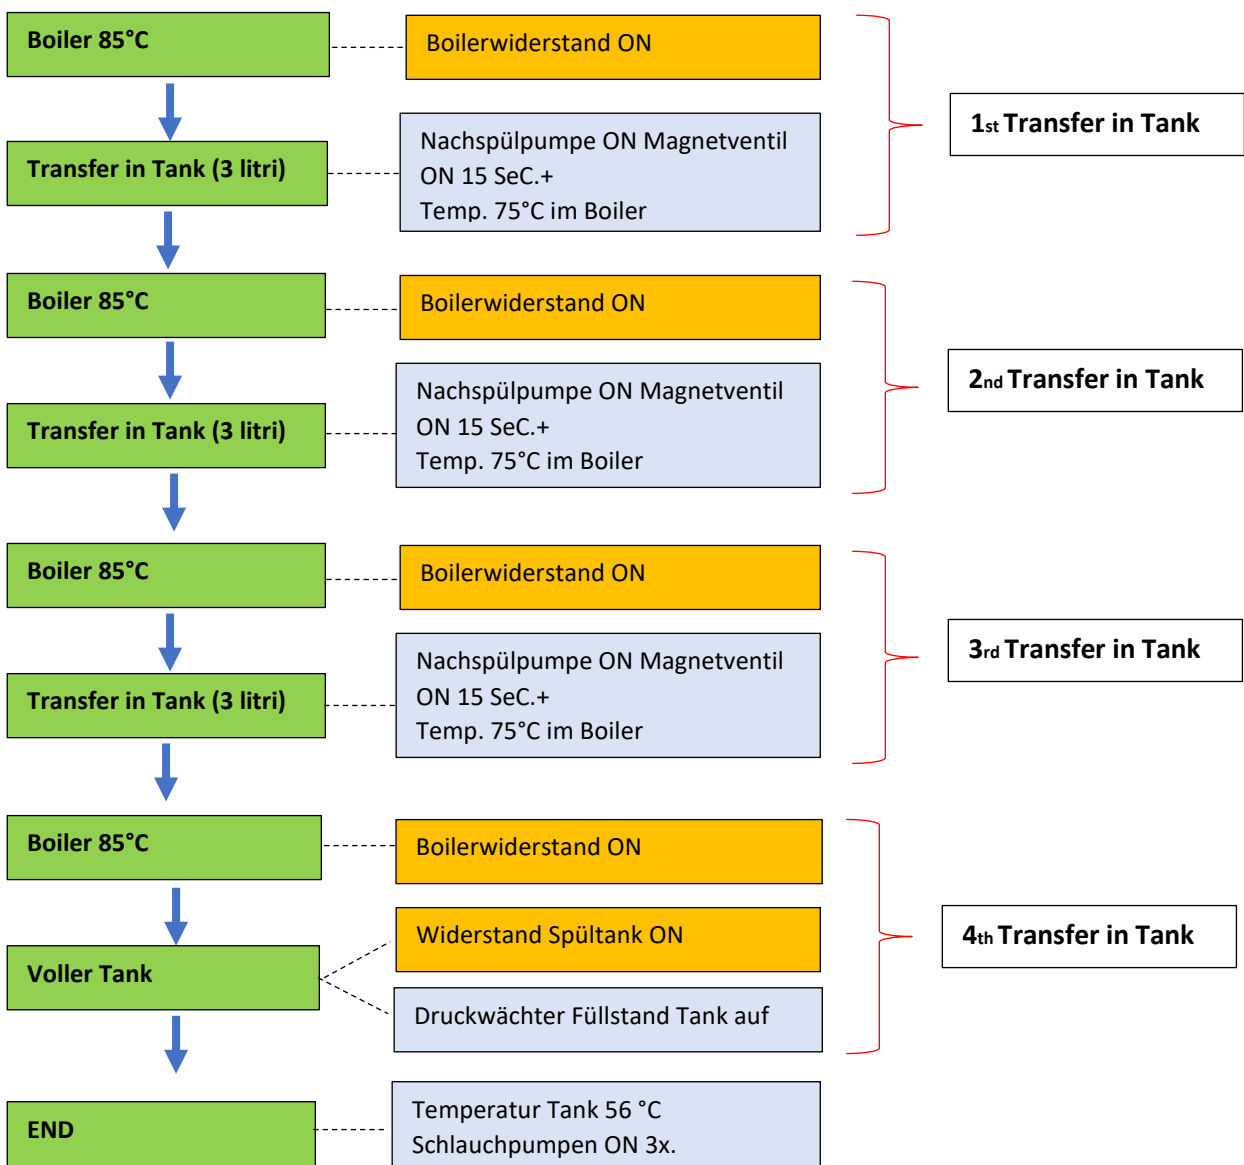 Boiler 85°C
Boilerwiderstand ON
1st Transfer in Tank
Transfer in Tank (3 litri)
Nachspülpumpe ON Magnetventil
ON 15 SeC.+
Temp. 75°C im Boiler
Boiler 85°C
Boilerwiderstand ON
2nd Transfer in Tank
Transfer in Tank (3 litri)
Nachspülpumpe ON Magnetventil
ON 15 SeC.+
Temp. 75°C im Boiler
Boiler 85°C
Boilerwiderstand ON
3rd Transfer in Tank
Transfer in Tank (3 litri)
Nachspülpumpe ON Magnetventil
ON 15 SeC.+
Temp. 75°C im Boiler
Boiler 85°C
Boilerwiderstand ON
4th Transfer in Tank
Voller Tank
Widerstand Spültank ON
Druckwächter Füllstand Tank auf
END
Temperatur Tank 56 °C
Schlauchpumpen ON 3x.